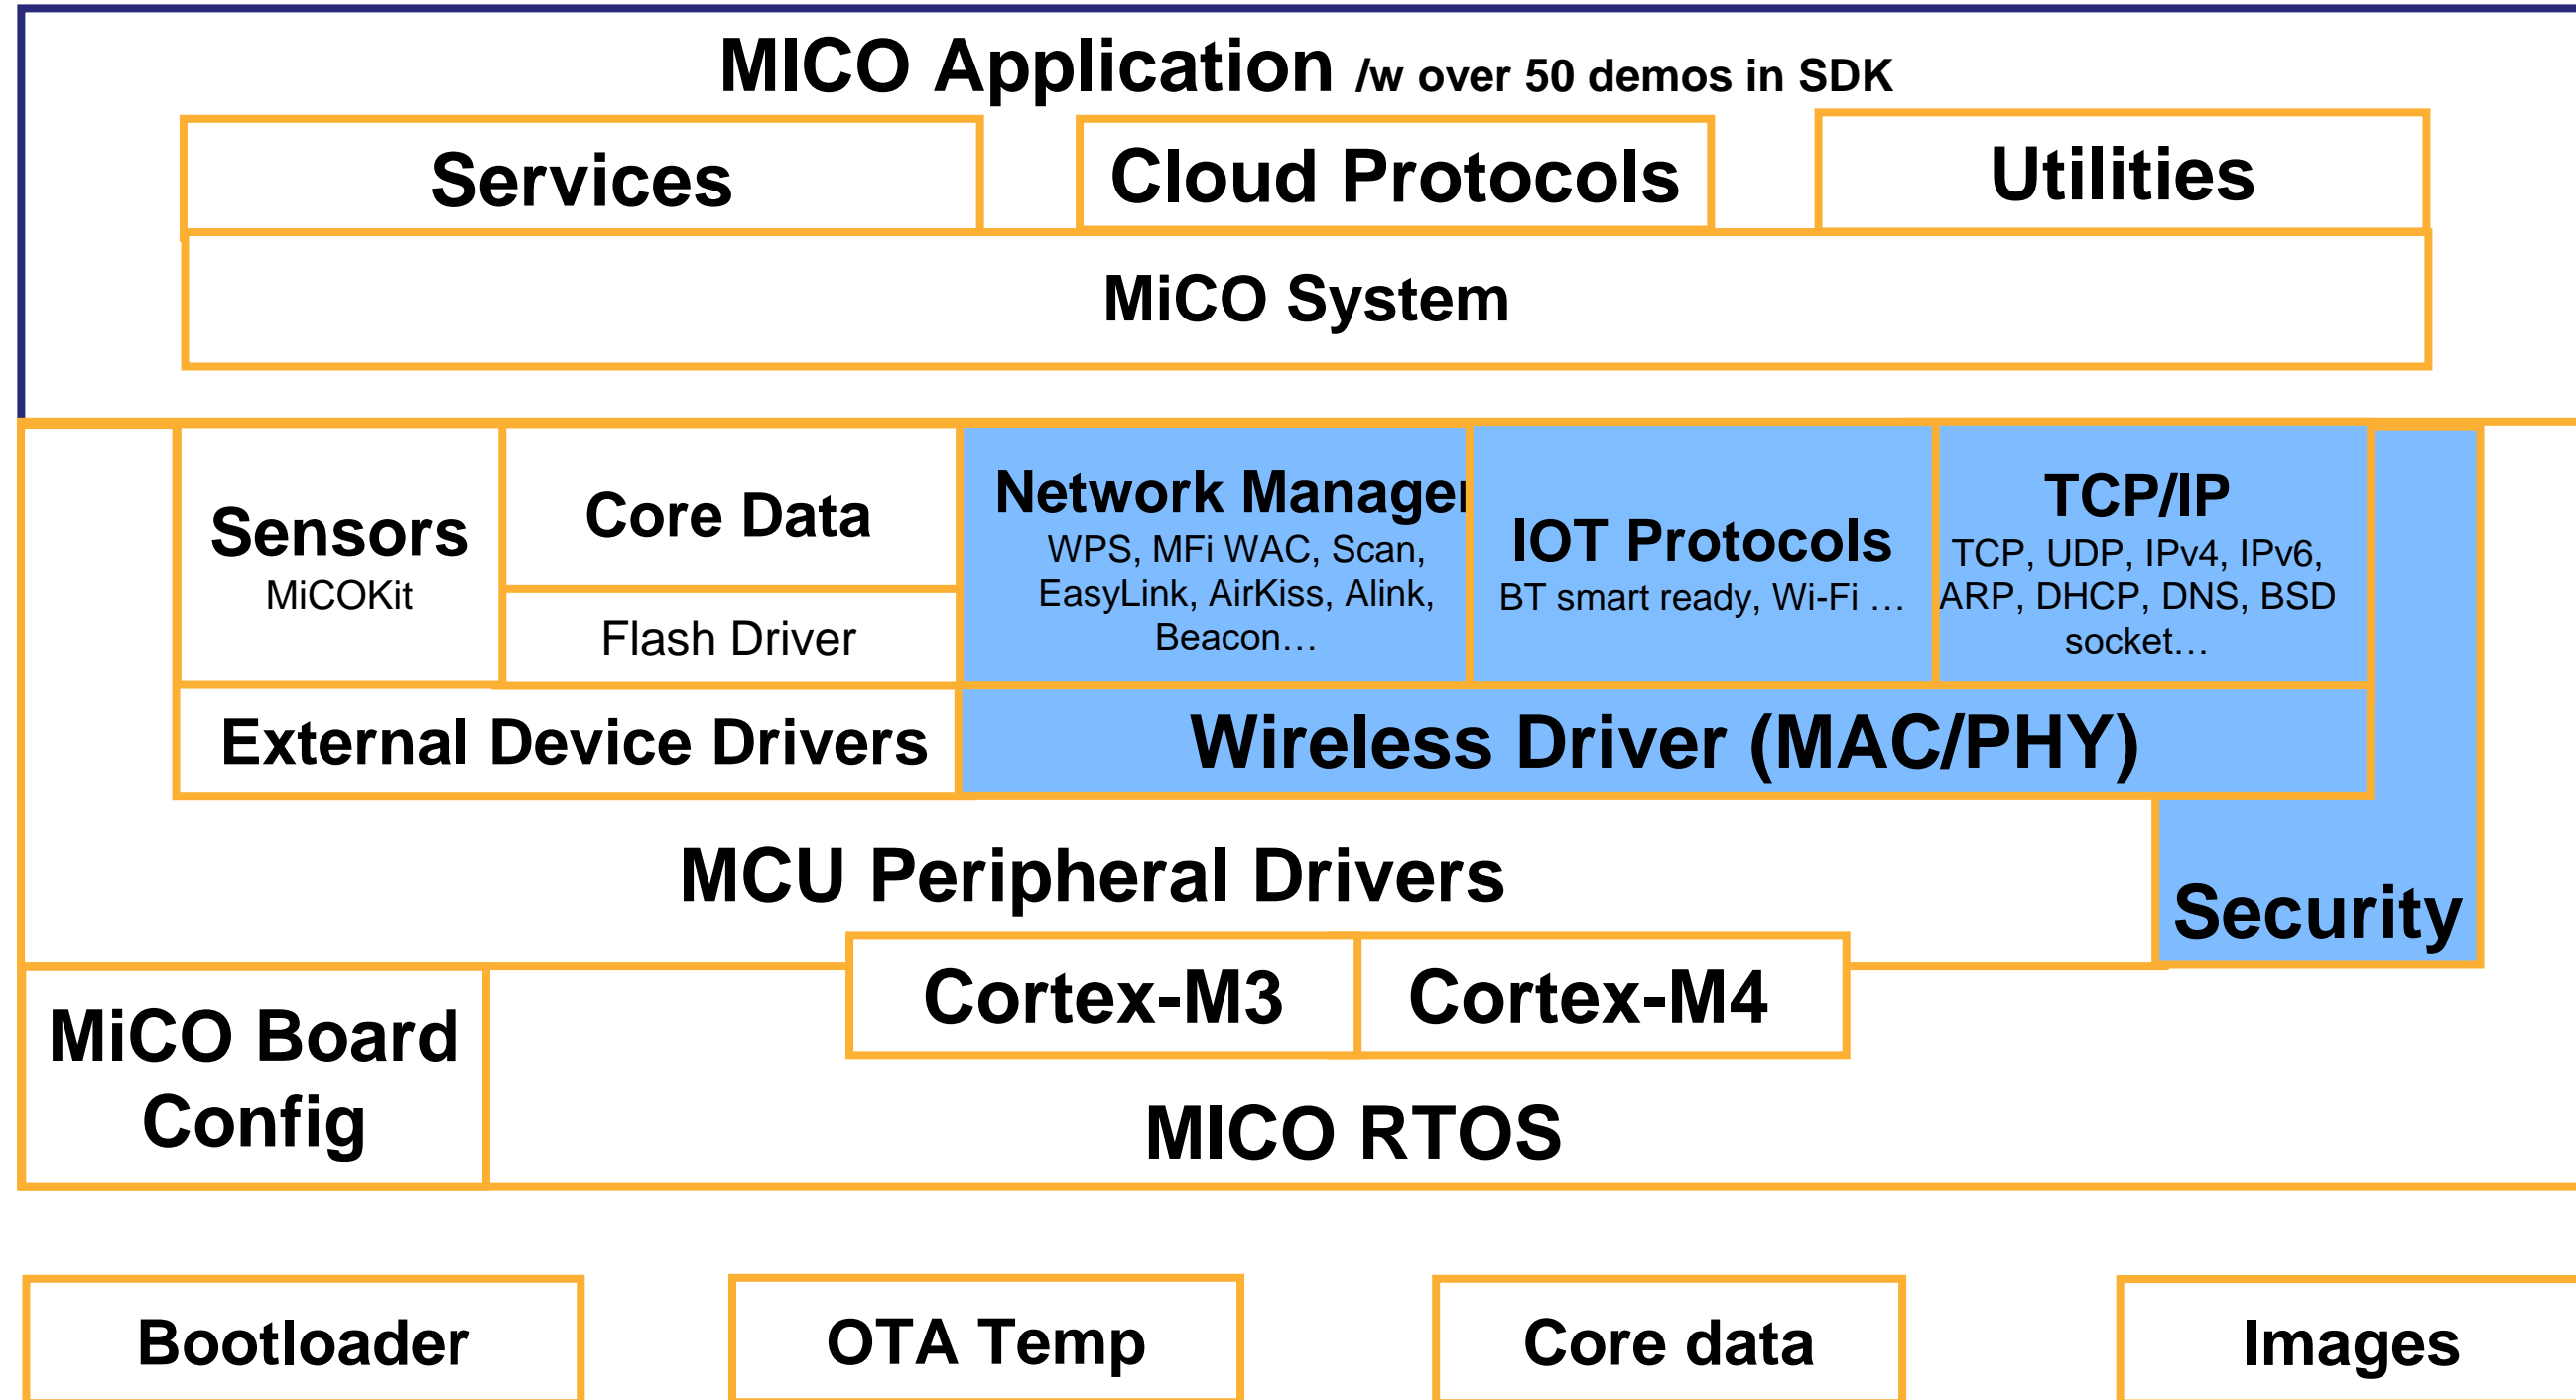 MICO Application /w over 50 demos in SDK
Services
Cloud Protocols
Utilities
MiCO System
Sensors
MiCOKit
Core Data
Flash Driver
Network Manager
WPS, MFi WAC, Scan,
EasyLink, AirKiss, Alink,
Beacon…
IOT Protocols
BT smart ready, Wi-Fi …
TCP/IP
TCP, UDP, IPv4, IPv6,
ARP, DHCP, DNS, BSD
socket…
External Device Drivers
Wireless Driver (MAC/PHY)
MCU Peripheral Drivers
Security
Cortex-M3
Cortex-M4
MiCO Board
Config
MICO RTOS
Bootloader
OTA Temp
Core data
Images